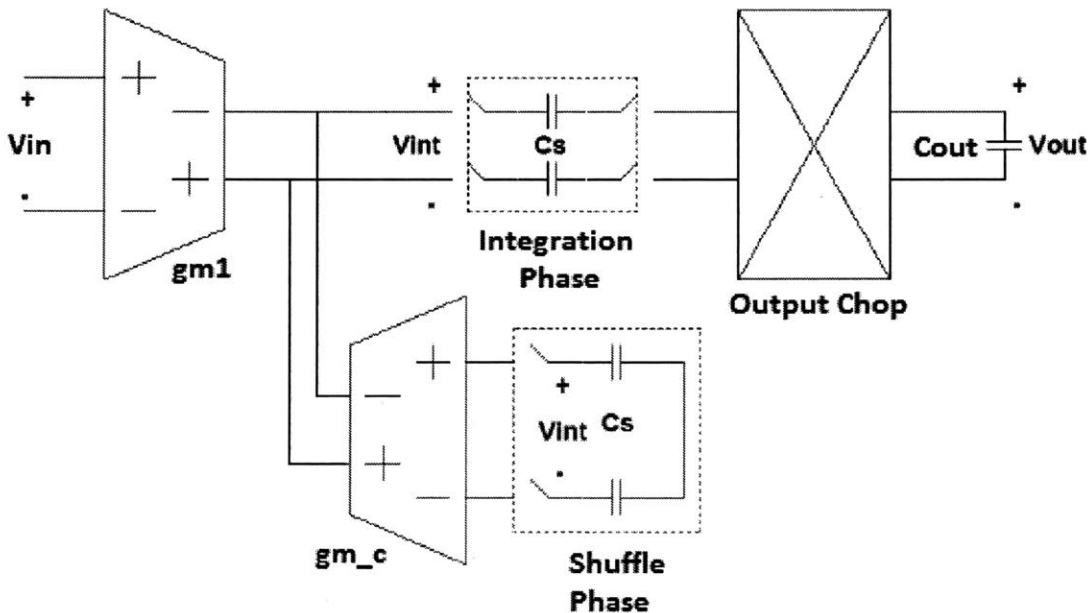 +
−
+
Vin
-
−
+
gm1
+
Vint
-
Cs
Integration
Phase
Output Chop
+
Cout
Vout
-
−
+
+
−
gm_c
+
Vint
-
Cs
Shuffle
Phase